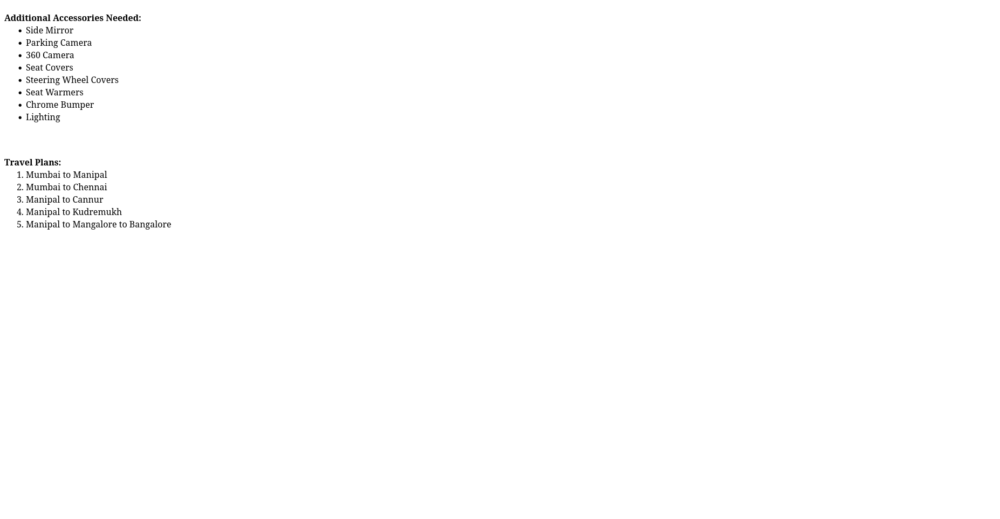 Additional Accessories Needed:
• Side Mirror
• Parking Camera
• 360 Camera
• Seat Covers
• Steering Wheel Covers
• Seat Warmers
• Chrome Bumper
• Lighting
Travel Plans:
1. Mumbai to Manipal
2. Mumbai to Chennai
3. Manipal to Cannur
4. Manipal to Kudremukh
5. Manipal to Mangalore to Bangalore